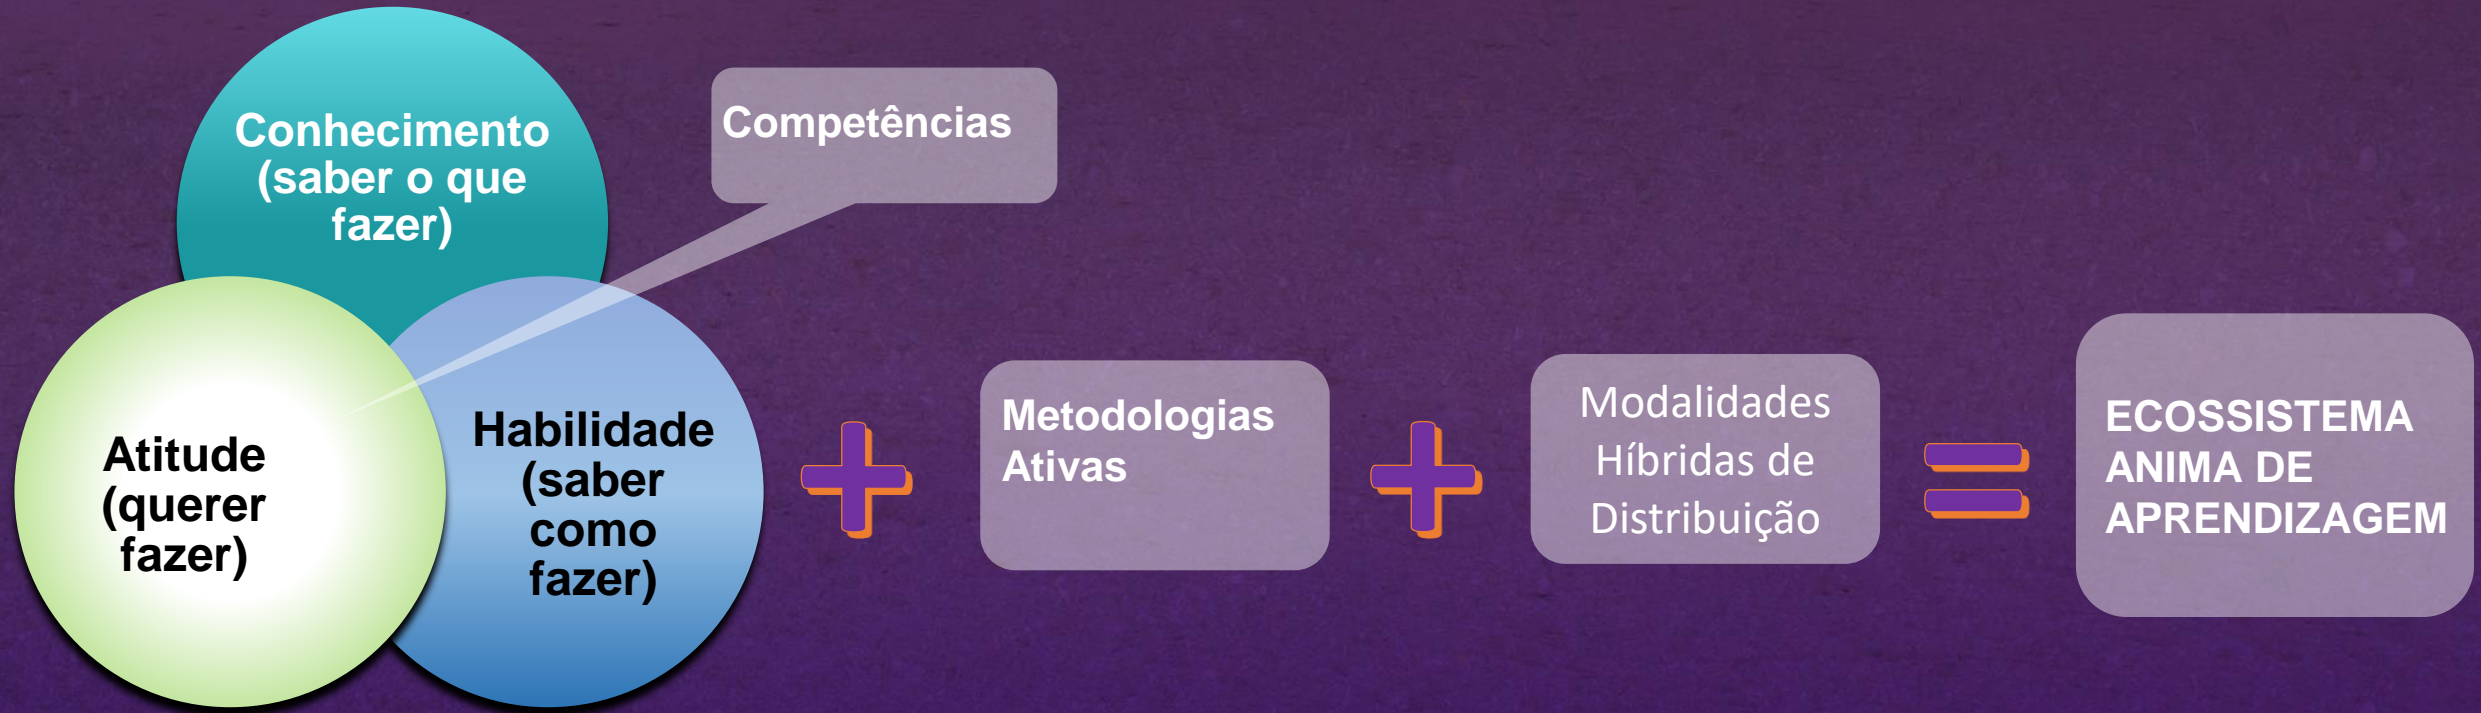 Conhecimento
(saber o que
fazer)
Competências
Atitude
(querer
fazer)
Habilidade
(saber
como
fazer)
Metodologias
Ativas
Modalidades
Híbridas de
Distribuição
ECOSSISTEMA
ANIMA DE
APRENDIZAGEM